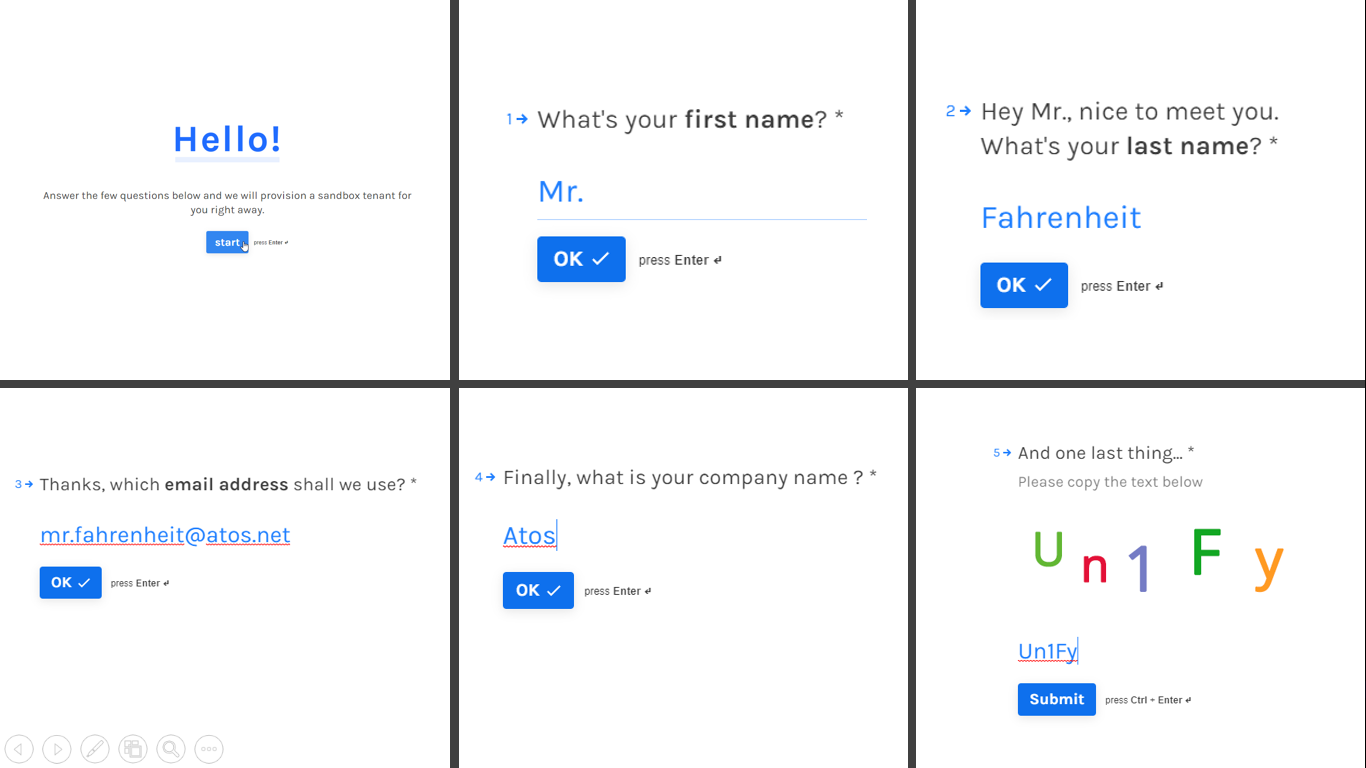 Hello!
Answer the few questions below and we will provision a sandbox tenant for
you right away.
start press Enter ↵
1→ What's your first name? *
Mr.
OK ✓ press Enter ↵
2→ Hey Mr., nice to meet you.
What's your last name? *
Fahrenheit
OK ✓ press Enter ↵
3→ Thanks, which email address shall we use? *
mr.fahrenheit@atos.net
OK ✓ press Enter ↵
4→ Finally, what is your company name ? *
Atos
OK ✓ press Enter ↵
5→ And one last thing... *
Please copy the text below
Un1Fy
Un1Fy
Submit press Ctrl + Enter ↵